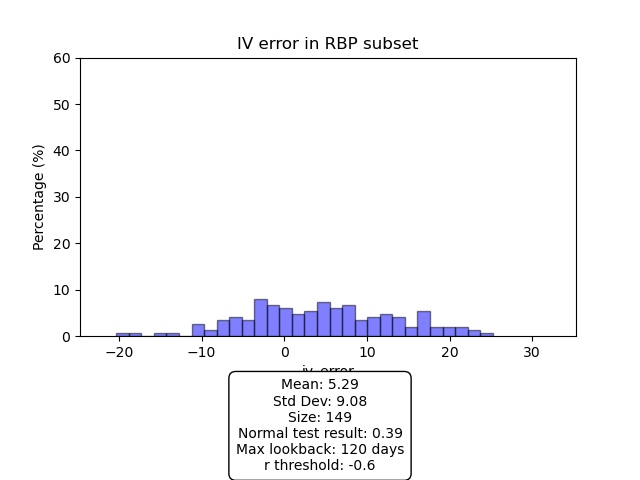 IV error in RBP subset
Percentage (%)
60
50
40
30
20
10
0
−20
−10
0
10
20
30
iv_error
Mean: 5.29
Std Dev: 9.08
Size: 149
Normal test result: 0.39
Max lookback: 120 days
r threshold: -0.6